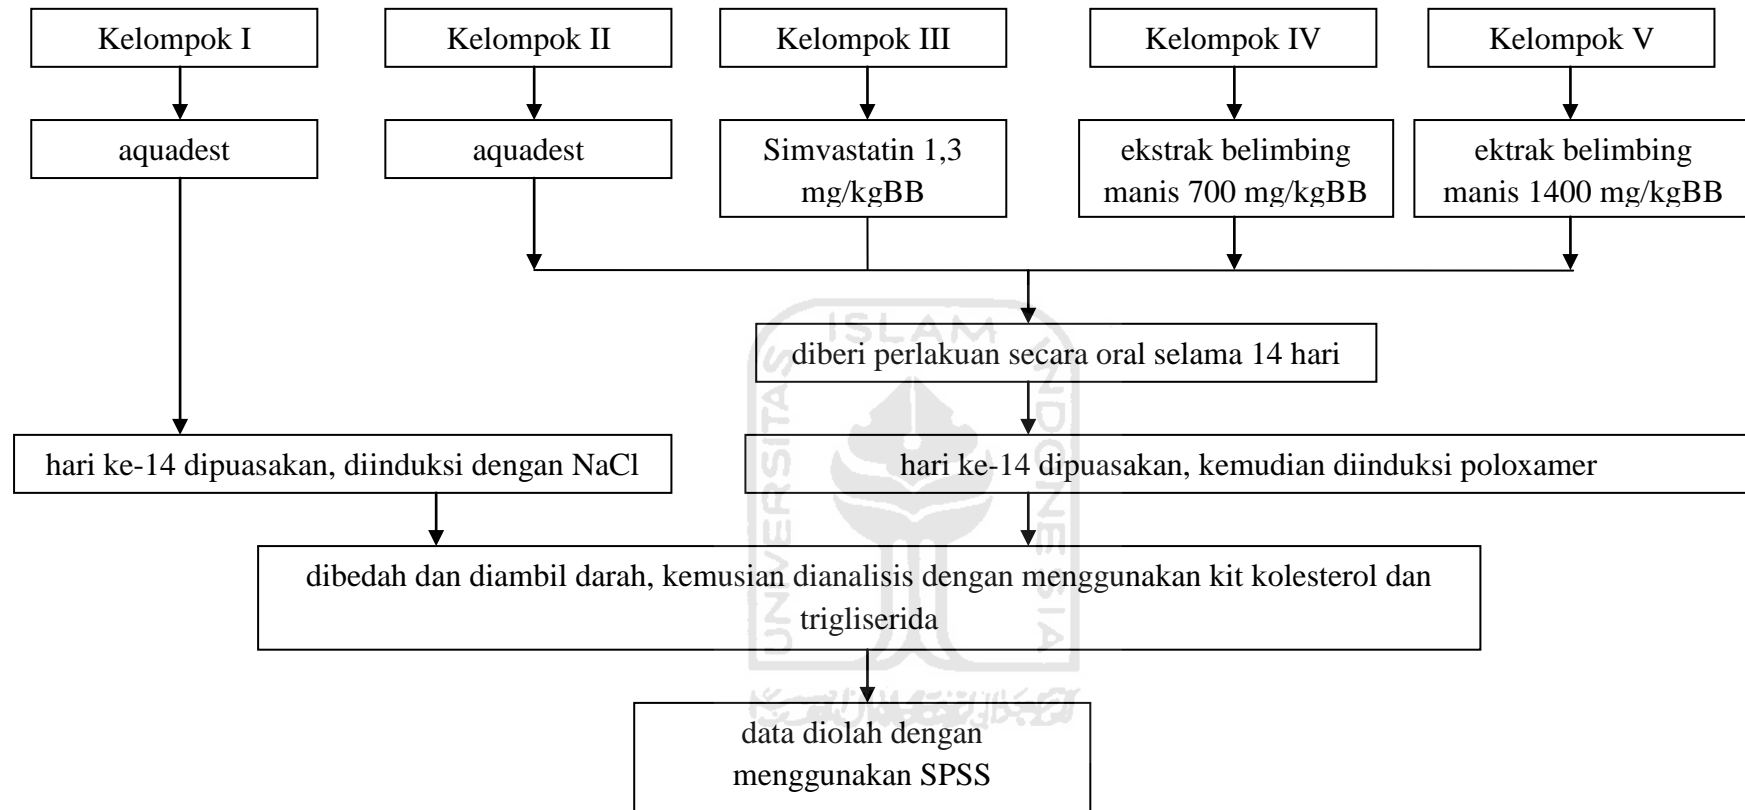 Kelompok I
Kelompok II
Kelompok III
Kelompok IV
Kelompok V
aquadest
aquadest
Simvastatin 1,3
mg/kgBB
ekstrak belimbing
manis 700 mg/kgBB
ektrak belimbing
manis 1400 mg/kgBB
diberi perlakuan secara oral selama 14 hari
hari ke-14 dipuasakan, diinduksi dengan NaCl
hari ke-14 dipuasakan, kemudian diinduksi poloxamer
dibedah dan diambil darah, kemusian dianalisis dengan menggunakan kit kolesterol dan
trigliserida
data diolah dengan
menggunakan SPSS
UNIVERSITAS
ISLAM
INDONESIA